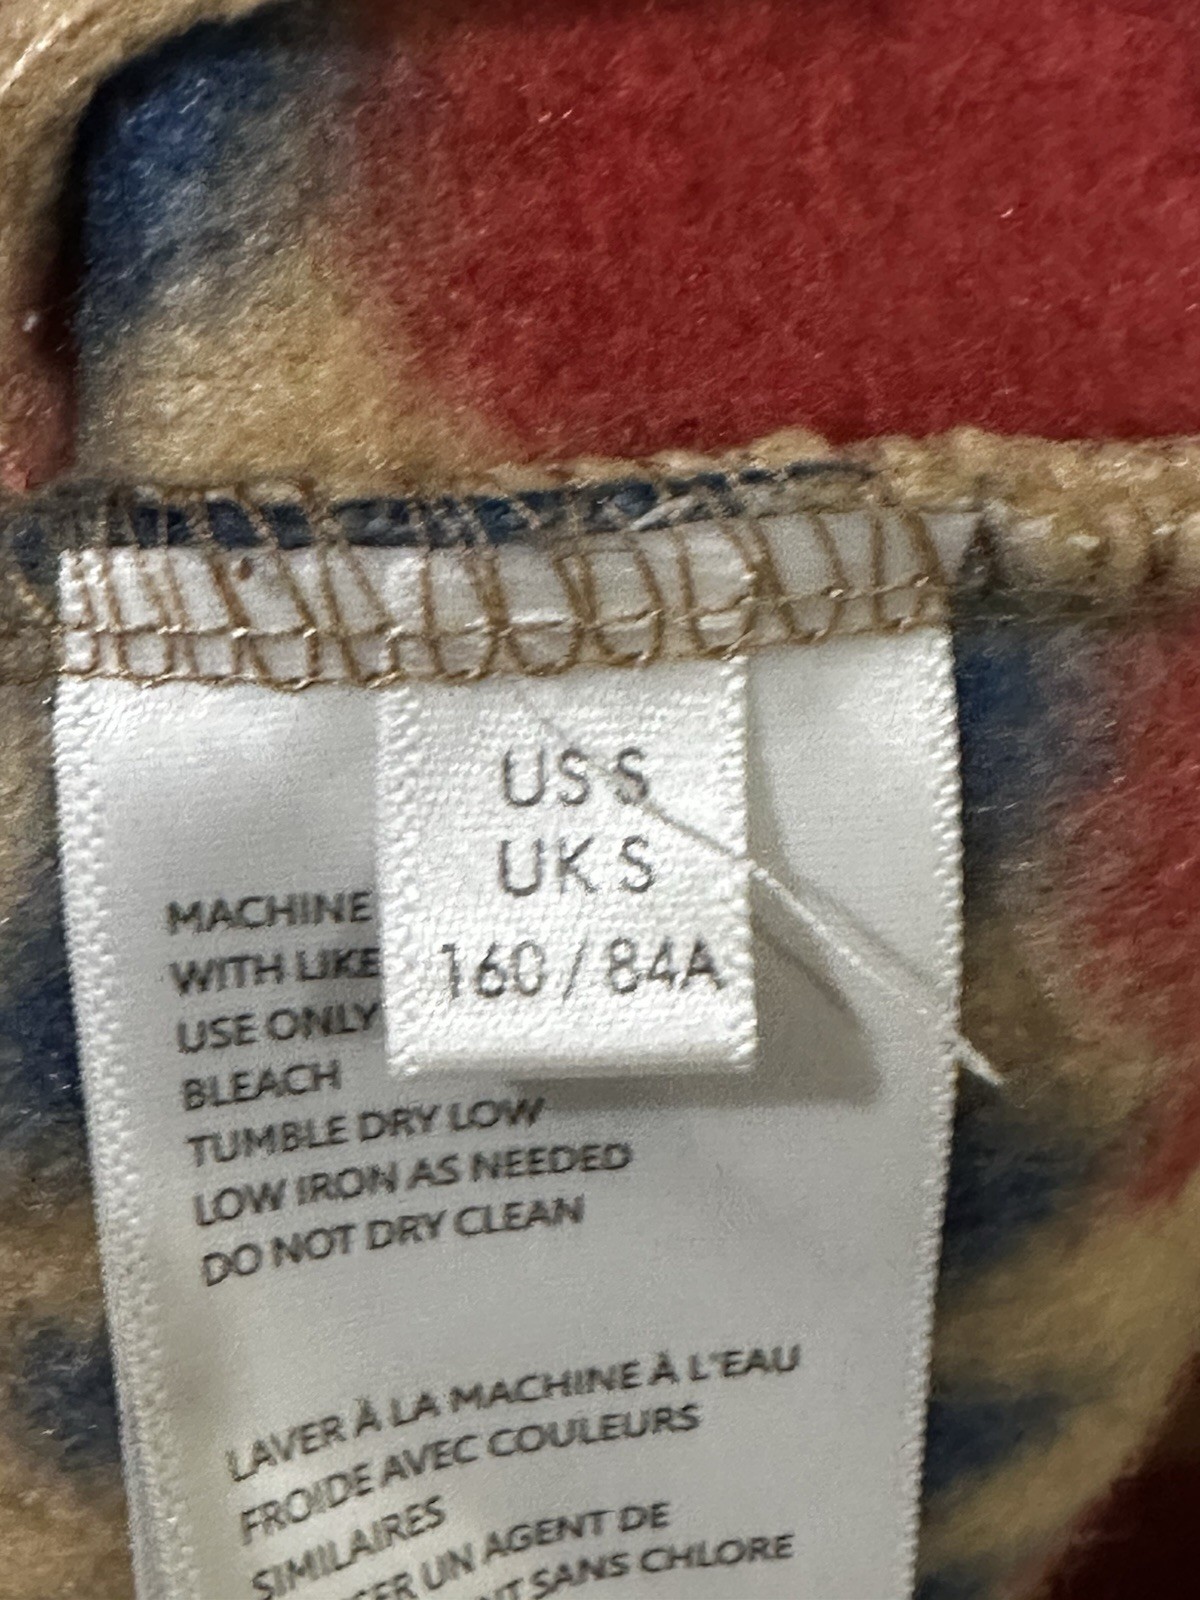 US S
UK S
160 / 84A
MACHINE
WITH LIKE
USE ONLY
BLEACH
TUMBLE DRY LOW
LOW IRON AS NEEDED
DO NOT DRY CLEAN
LAVER À LA MACHINE À L'EAU
FROIDE AVEC COULEURS
SIMILAIRES
UN AGENT DE
SANS CHLORE